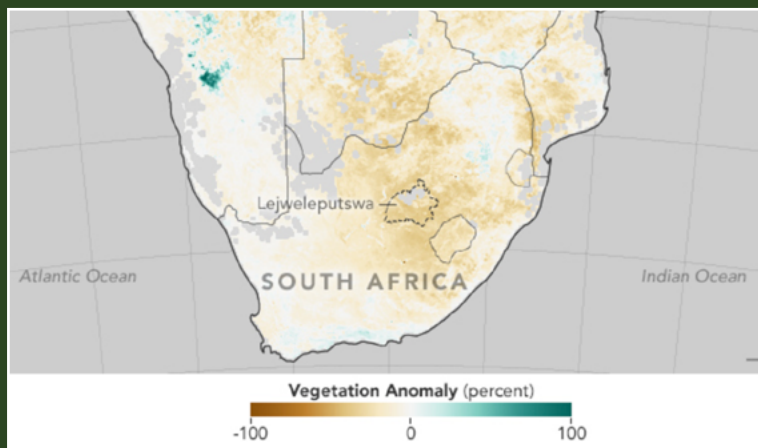 Lejweleputswa
Atlantic Ocean
SOUTH AFRICA
Indian Ocean
Vegetation Anomaly (percent)
-100 0 100